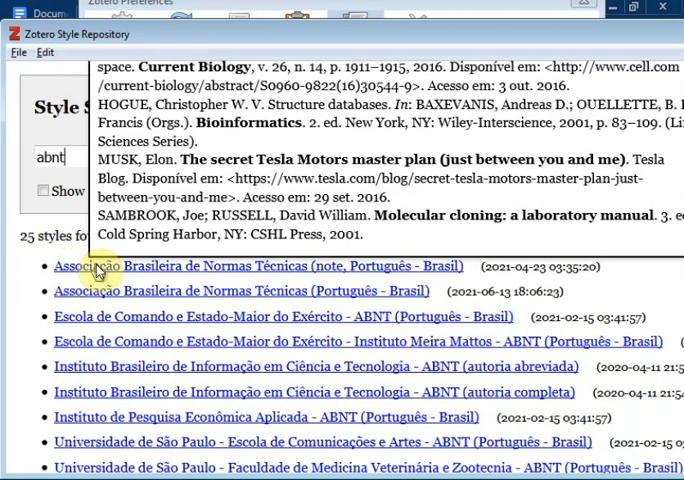 Docum
Zotero Preferences
Zotero Style Repository
File Edit
space. Current Biology, v. 26, n. 14, p. 1911–1915, 2016. Disponível em: <http://www.cell.com
/current-biology/abstract/S0960-9822(16)30544-9>. Acesso em: 3 out. 2016.
HOGUE, Christopher W. V. Structure databases. In: BAXEVANIS, Andreas D.; OUELLETTE, B.
Francis (Orgs.). Bioinformatics. 2. ed. New York, NY: Wiley-Interscience, 2001, p. 83–109. (Li
Sciences Series).
MUSK, Elon. The secret Tesla Motors master plan (just between you and me). Tesla
Blog. Disponível em: <https://www.tesla.com/blog/secret-tesla-motors-master-plan-just-
between-you-and-me>. Acesso em: 29 set. 2016.
SAMBROOK, Joe; RUSSELL, David William. Molecular cloning: a laboratory manual. 3. e
Cold Spring Harbor, NY: CSHL Press, 2001.
Style S
abnt
Show
25 styles fo
Associação Brasileira de Normas Técnicas (note, Português - Brasil) (2021-04-23 03:35:20)
Associação Brasileira de Normas Técnicas (Português - Brasil) (2021-06-13 18:06:23)
Escola de Comando e Estado-Maior do Exército - ABNT (Português - Brasil) (2021-02-15 03:41:57)
Escola de Comando e Estado-Maior do Exército - Instituto Meira Mattos - ABNT (Português - Brasil)
Instituto Brasileiro de Informação em Ciência e Tecnologia - ABNT (autoria abreviada) (2020-04-11 21:5
Instituto Brasileiro de Informação em Ciência e Tecnologia - ABNT (autoria completa) (2020-04-11 21:54
Instituto de Pesquisa Econômica Aplicada - ABNT (Português - Brasil) (2021-02-15 03:41:57)
Universidade de São Paulo - Escola de Comunicações e Artes - ABNT (Português - Brasil) (2021-02-1
Universidade de São Paulo - Faculdade de Medicina Veterinária e Zootecnia - ABNT (Português - Brasil)